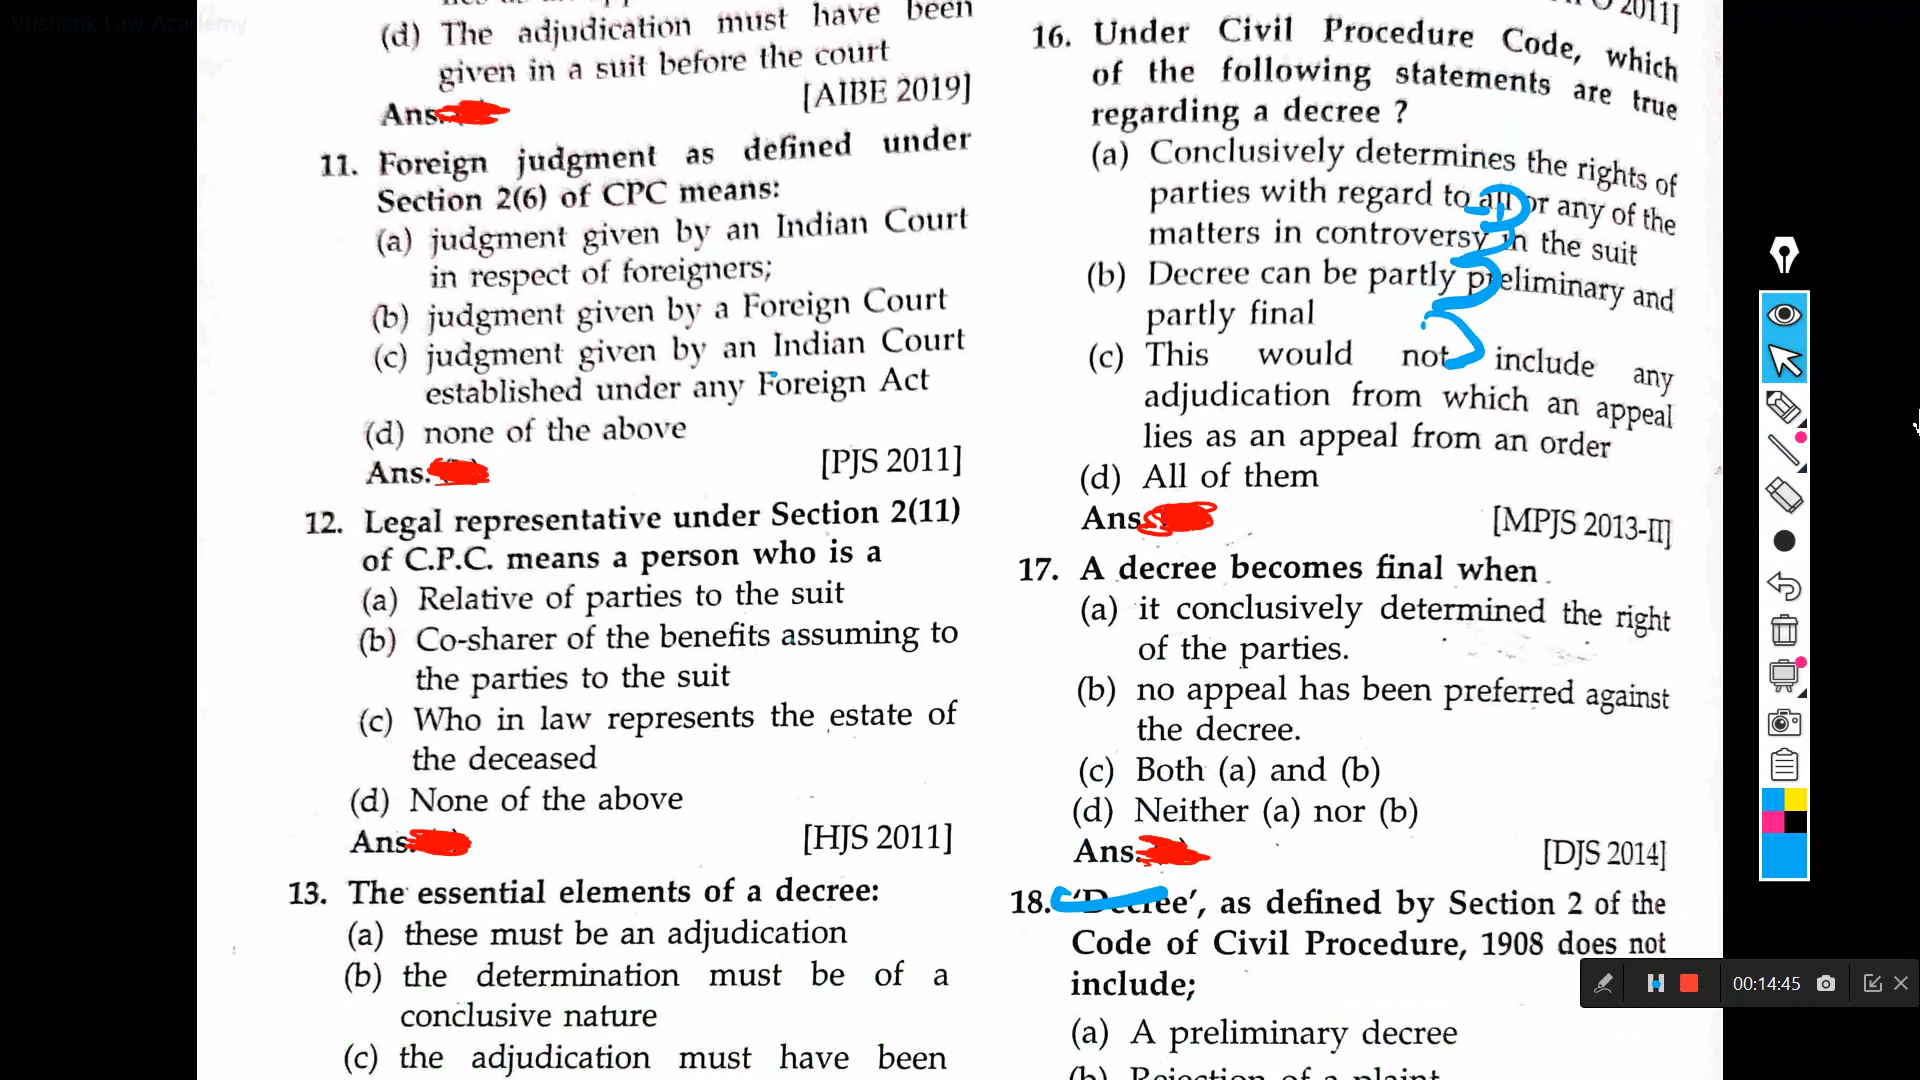 Vrishank Law Academy
(d) The adjudication must have been
given in a suit before the court
Ans. [AIBE 2019]
11. Foreign judgment as defined under
Section 2(6) of CPC means:
(a) judgment given by an Indian Court
in respect of foreigners;
(b) judgment given by a Foreign Court
(c) judgment given by an Indian Court
established under any Foreign Act
(d) none of the above
Ans. [PJS 2011]
12. Legal representative under Section 2(11)
of C.P.C. means a person who is a
(a) Relative of parties to the suit
(b) Co-sharer of the benefits assuming to
the parties to the suit
(c) Who in law represents the estate of
the deceased
(d) None of the above
Ans. [HJS 2011]
13. The essential elements of a decree:
(a) these must be an adjudication
(b) the determination must be of a
conclusive nature
(c) the adjudication must have been
2011]
16. Under Civil Procedure Code, which
of the following statements are true
regarding a decree ?
(a) Conclusively determines the rights of
parties with regard to all or any of the
matters in controversy in the suit
(b) Decree can be partly preliminary and
partly final
(c) This would not include any
adjudication from which an appeal
lies as an appeal from an order
(d) All of them
Ans [MPJS 2013-II]
17. A decree becomes final when
(a) it conclusively determined the right
of the parties.
(b) no appeal has been preferred against
the decree.
(c) Both (a) and (b)
(d) Neither (a) nor (b)
Ans. [DJS 2014]
18. 'Decree', as defined by Section 2 of the
Code of Civil Procedure, 1908 does not
include;
(a) A preliminary decree
(b) Rejection of a plaint
00:14:45